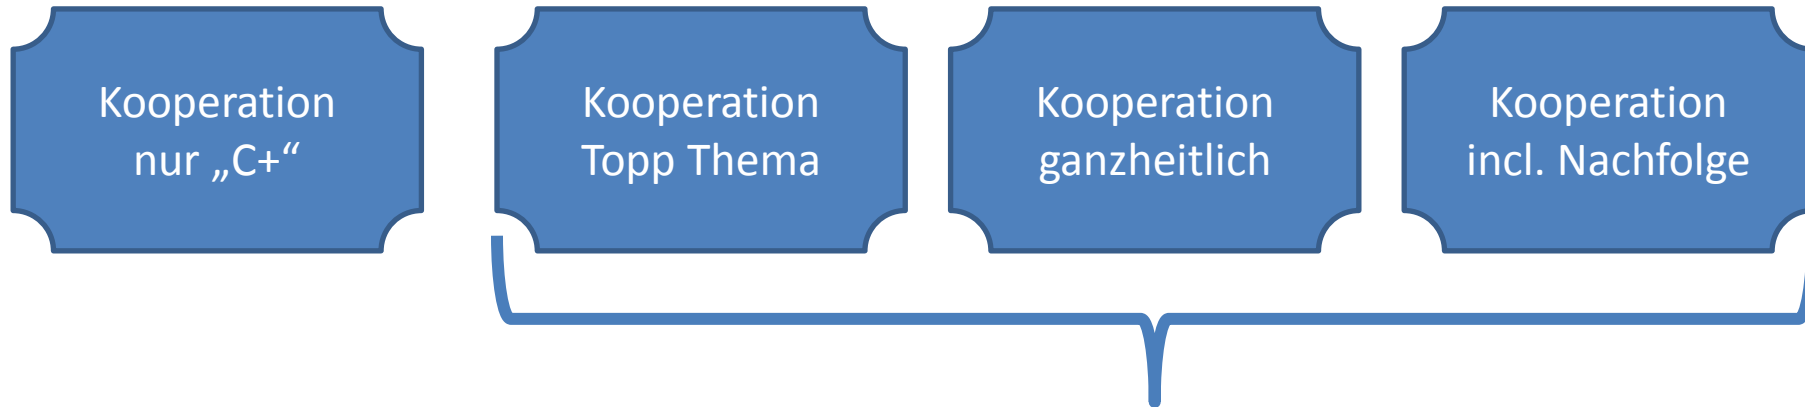 Kooperation
nur „C+“
Kooperation
Topp Thema
Kooperation
ganzheitlich
Kooperation
incl. Nachfolge